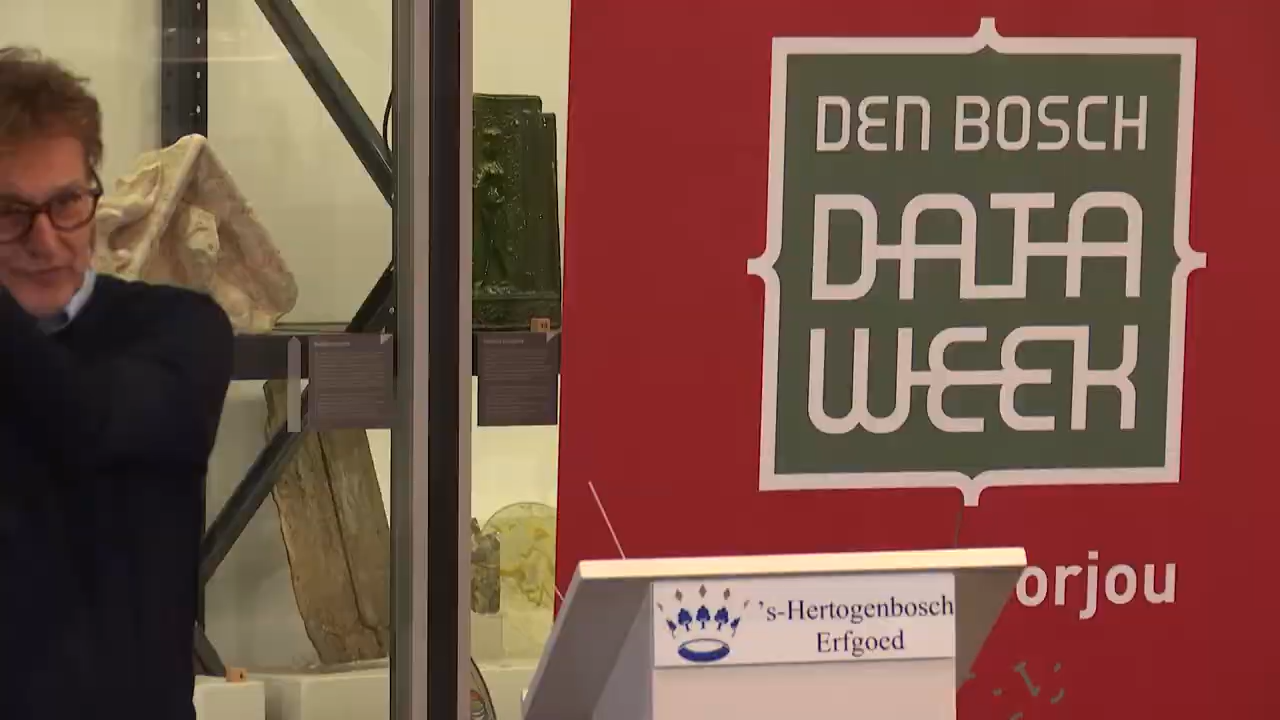 DEN BOSCH
DATA
WEEK
orjou
's-Hertogenbosch
Erfgoed